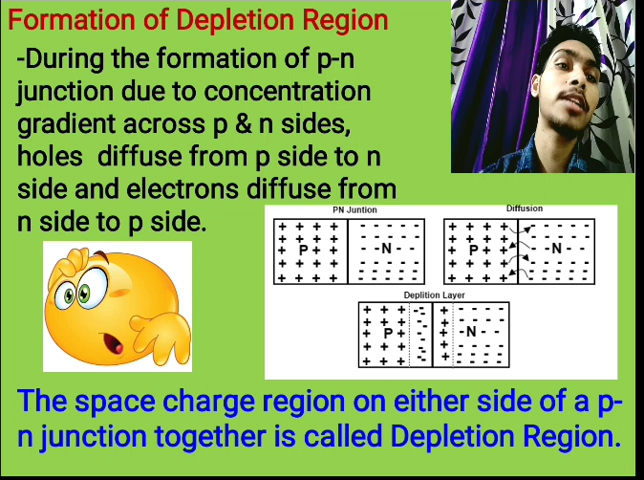 Formation of Depletion Region
-During the formation of p-n
junction due to concentration
gradient across p & n sides,
holes diffuse from p side to n
side and electrons diffuse from
n side to p side.
PN Juntion
P
N
Diffusion
P
N
Deplition Layer
P
N
The space charge region on either side of a p-
n junction together is called Depletion Region.